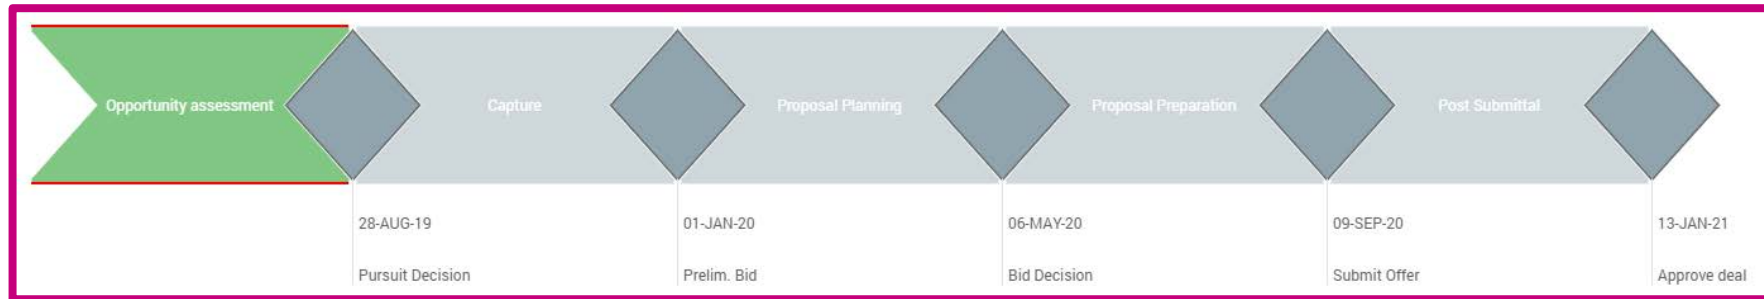 Opportunity assessment
Capture
Proposal Planning
Proposal Preparation
Post Submittal
28-AUG-19
01-JAN-20
06-MAY-20
09-SEP-20
13-JAN-21
Pursuit Decision
Prelim. Bid
Bid Decision
Submit Offer
Approve deal